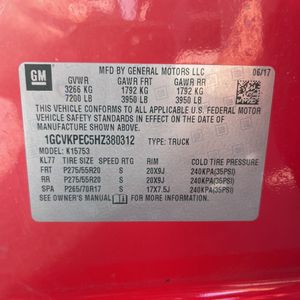 GM
MFD BY GENERAL MOTORS LLC 06/17
GVWR GAWR FRT GAWR RR
3266 KG 1792 KG 1792 KG
7200 LB 3950 LB 3950 LB
THIS VEHICLE CONFORMS TO ALL APPLICABLE U.S. FEDERAL MOTOR
VEHICLE SAFETY STANDARDS IN EFFECT ON THE DATE OF
MANUFACTURE SHOWN ABOVE.
1GCVKPEC5HZ380312 TYPE: TRUCK
MODEL: K15753
KL77 TIRE SIZE SPEED RTG RIM COLD TIRE PRESSURE
FRT P275/55R20 S 20X9J 240KPA(35PSI)
RR P275/55R20 S 20X9J 240KPA(35PSI)
SPA P265/70R17 S 17X7.5J 240KPA(35PSI)
SEE OWNER'S MANUAL FOR MORE INFORMATION.